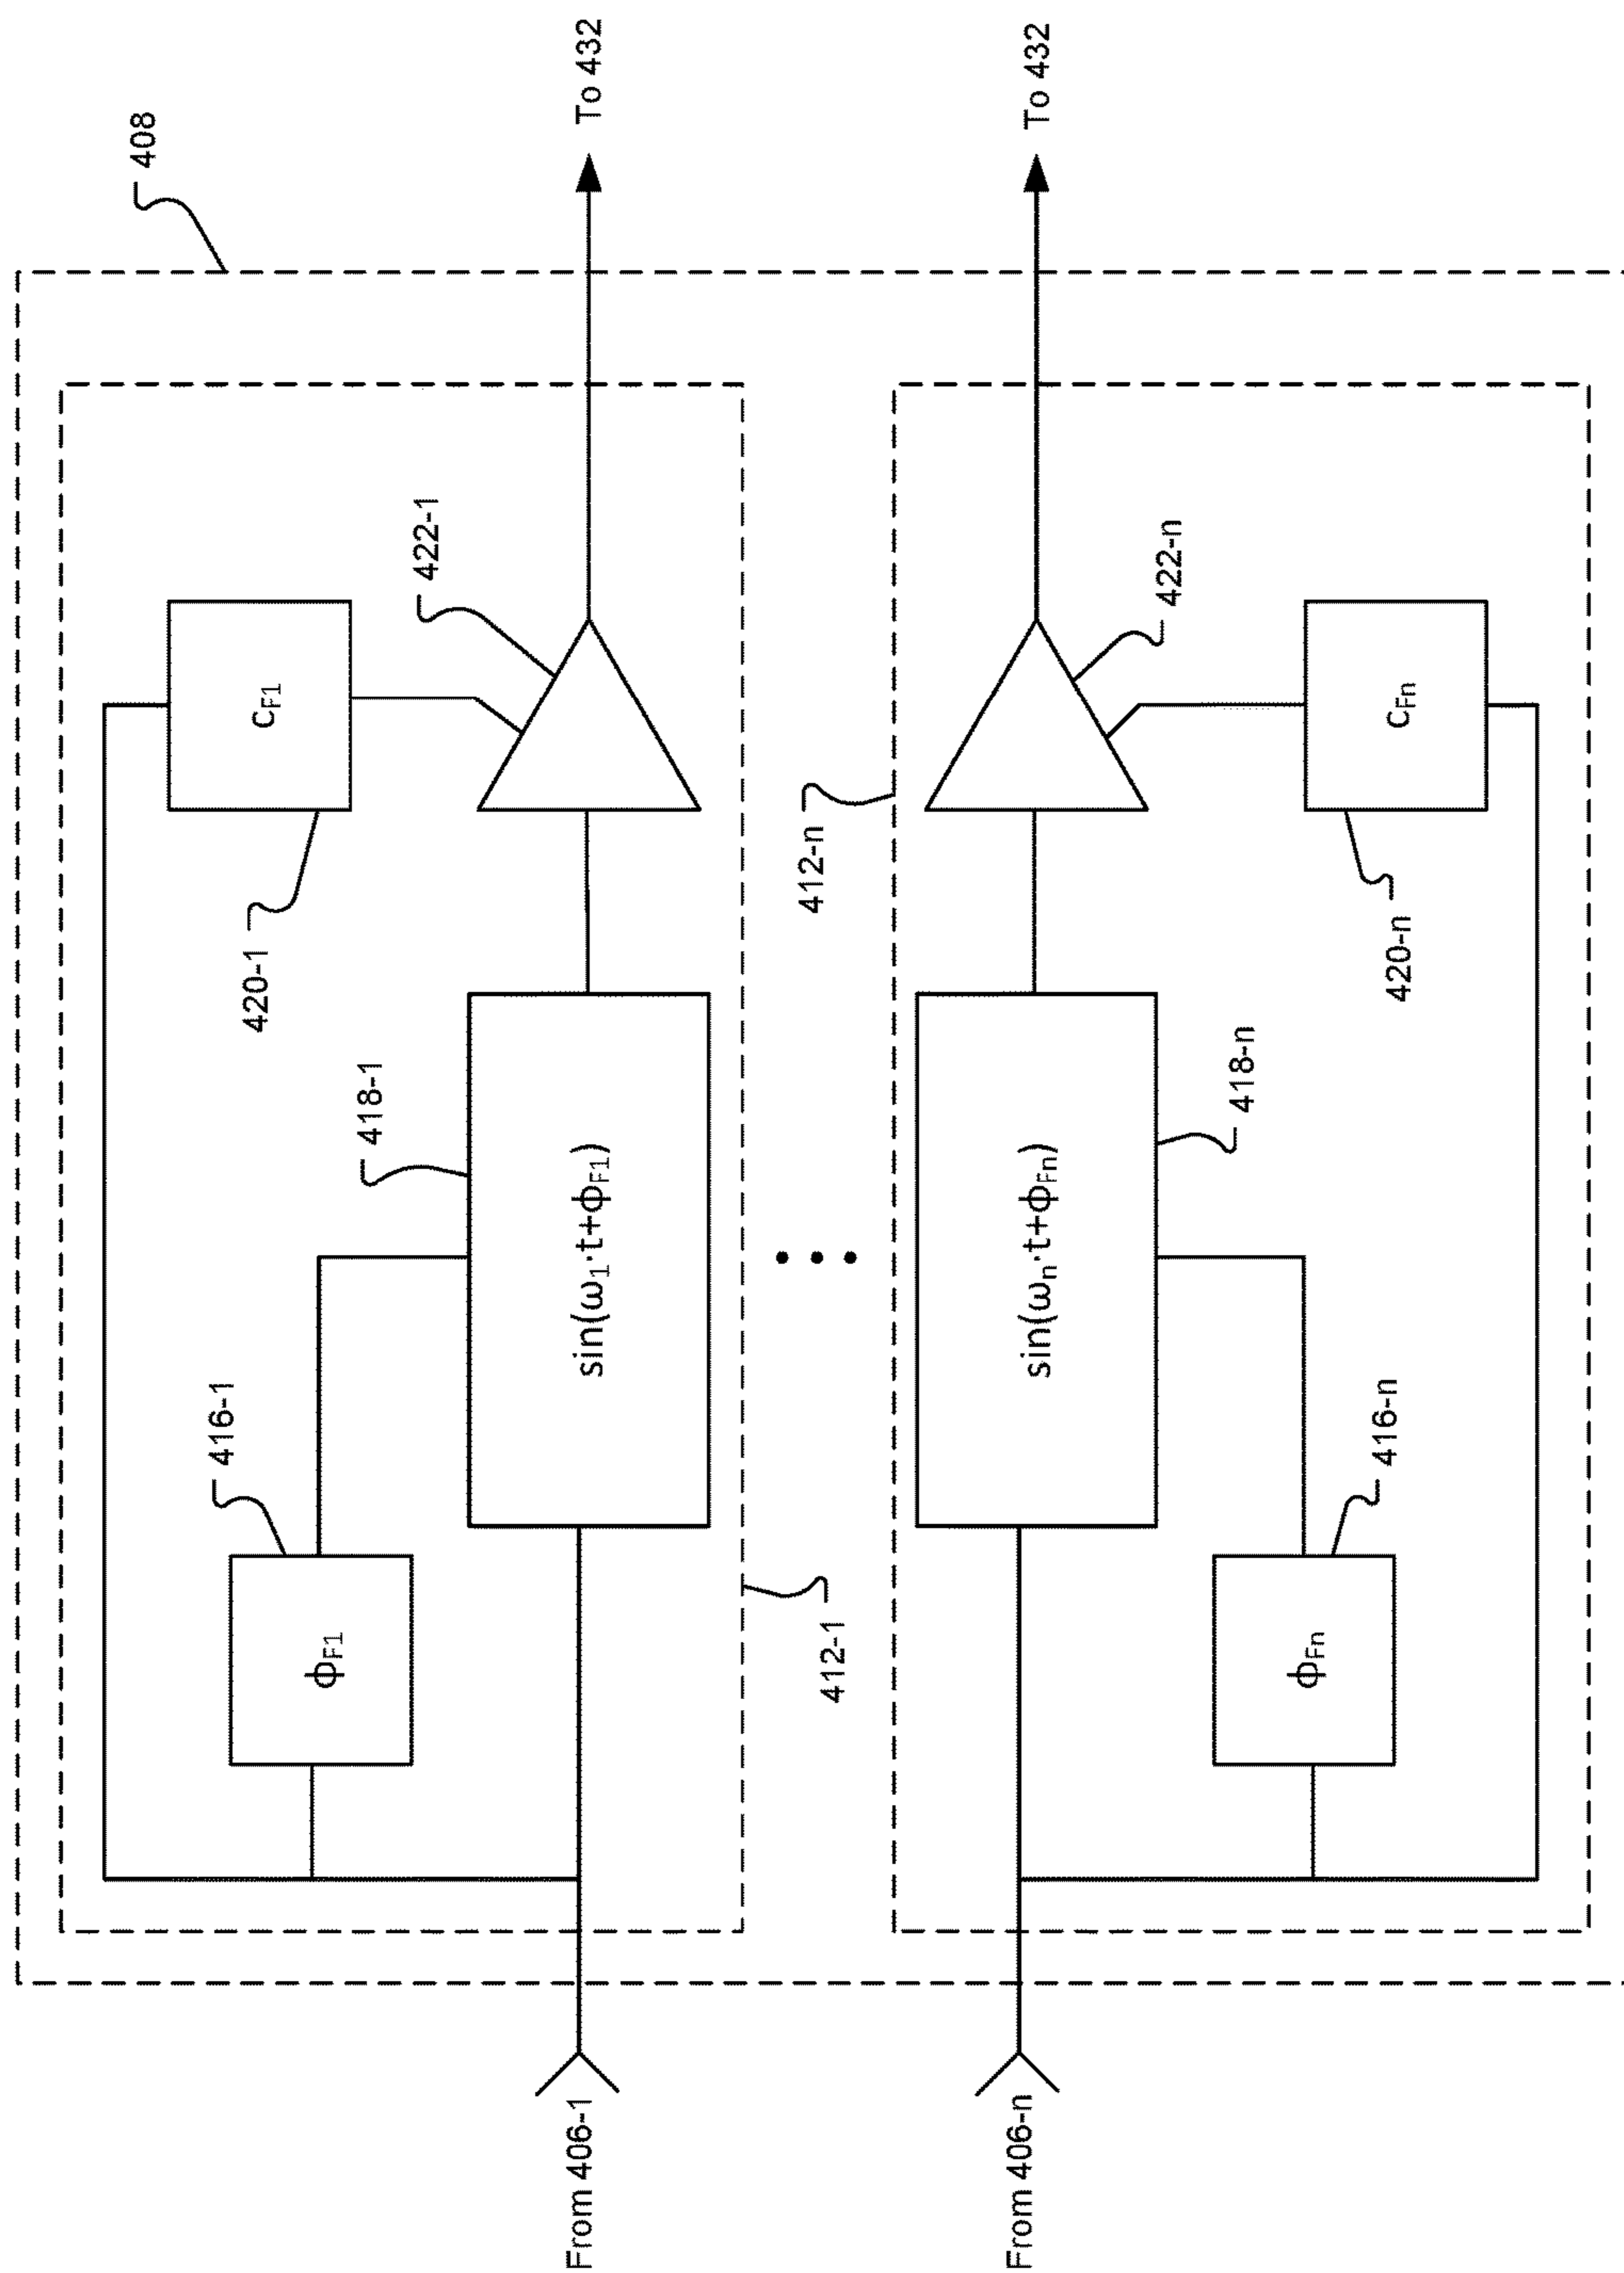 408
To 432
422-1
CF1
420-1
418-1
sin(ω1·t+ϕF1)
416-1
ϕF1
412-1
From 406-1
To 432
422-n
412-n
CFn
420-n
418-n
sin(ωn·t+ϕFn)
416-n
ϕFn
From 406-n